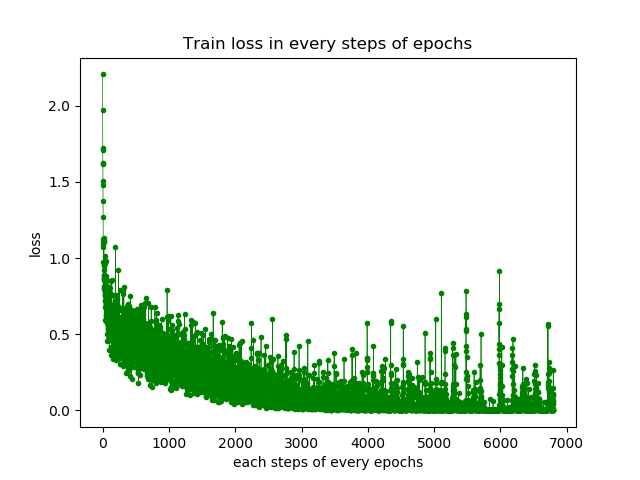 Train loss in every steps of epochs
2.0
1.5
1.0
0.5
0.0
loss
0 1000 2000 3000 4000 5000 6000 7000
each steps of every epochs